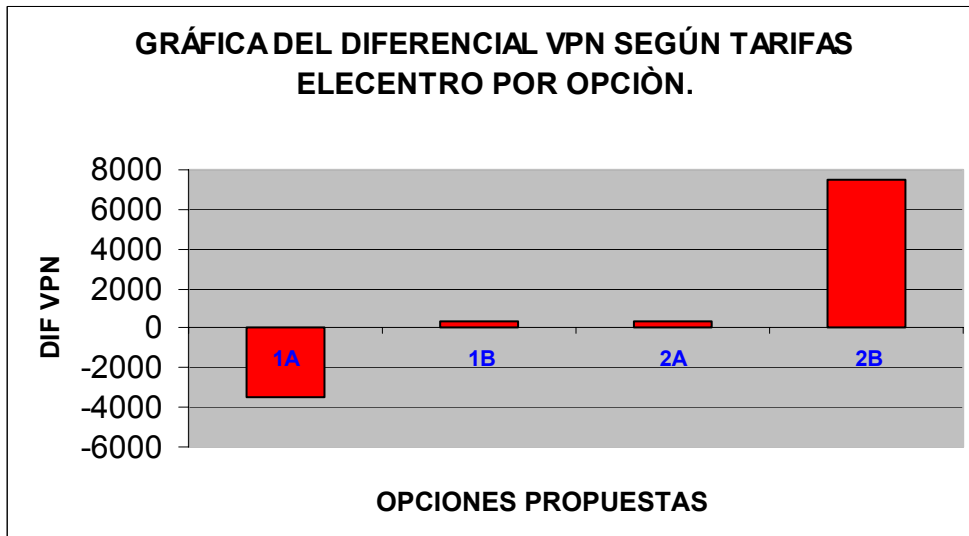 GRÁFICA DEL DIFERENCIAL VPN SEGÚN TARIFAS
ELECENTRO POR OPCIÒN.
DIF VPN
8000
6000
4000
2000
0
-2000
-4000
-6000
1A
1B
2A
2B
OPCIONES PROPUESTAS